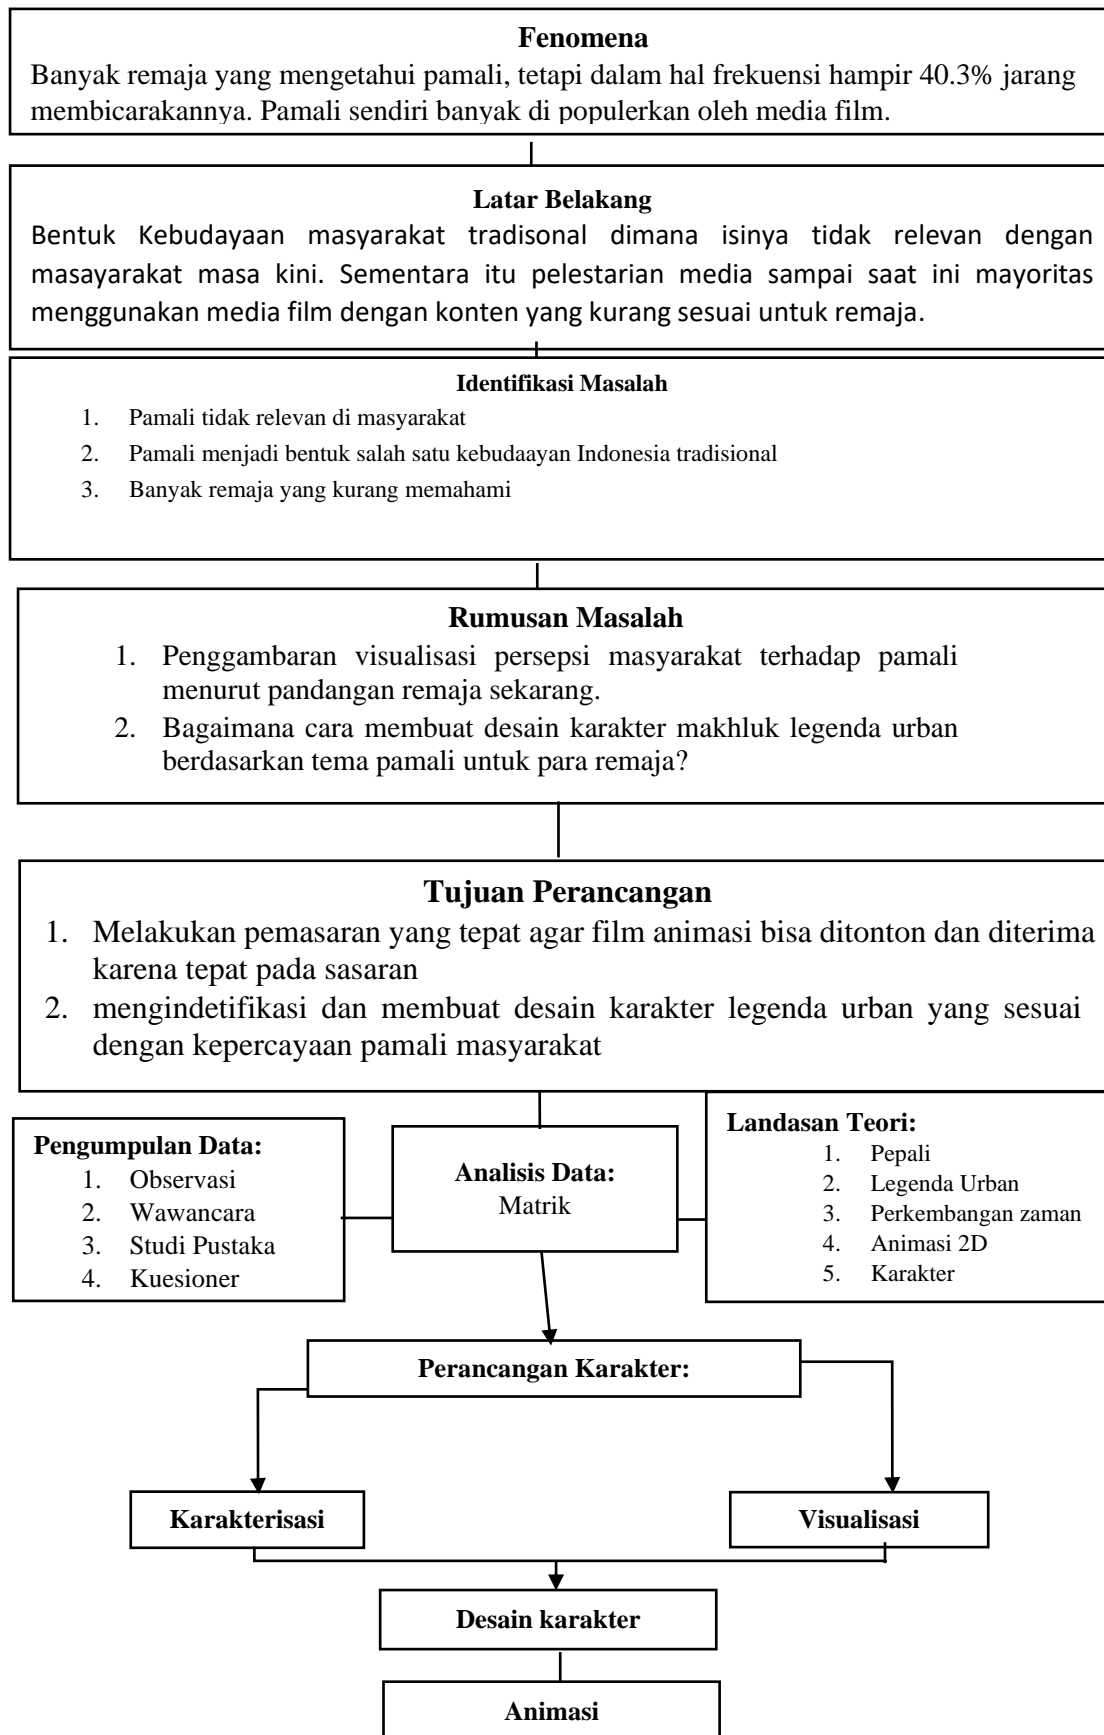 Fenomena
Banyak remaja yang mengetahui pamali, tetapi dalam hal frekuensi hampir 40.3% jarang
membicarakannya. Pamali sendiri banyak di populerkan oleh media film.
Latar Belakang
Bentuk Kebudayaan masyarakat tradisonal dimana isinya tidak relevan dengan
masayarakat masa kini. Sementara itu pelestarian media sampai saat ini mayoritas
menggunakan media film dengan konten yang kurang sesuai untuk remaja.
Identifikasi Masalah
1. Pamali tidak relevan di masyarakat
2. Pamali menjadi bentuk salah satu kebudaayan Indonesia tradisional
3. Banyak remaja yang kurang memahami
Rumusan Masalah
1. Penggambaran visualisasi persepsi masyarakat terhadap pamali
menurut pandangan remaja sekarang.
2. Bagaimana cara membuat desain karakter makhluk legenda urban
berdasarkan tema pamali untuk para remaja?
Tujuan Perancangan
1. Melakukan pemasaran yang tepat agar film animasi bisa ditonton dan diterima
karena tepat pada sasaran
2. mengindetifikasi dan membuat desain karakter legenda urban yang sesuai
dengan kepercayaan pamali masyarakat
Pengumpulan Data:
1. Observasi
2. Wawancara
3. Studi Pustaka
4. Kuesioner
Analisis Data:
Matrik
Landasan Teori:
1. Pepali
2. Legenda Urban
3. Perkembangan zaman
4. Animasi 2D
5. Karakter
Perancangan Karakter:
Karakterisasi
Visualisasi
Desain karakter
Animasi